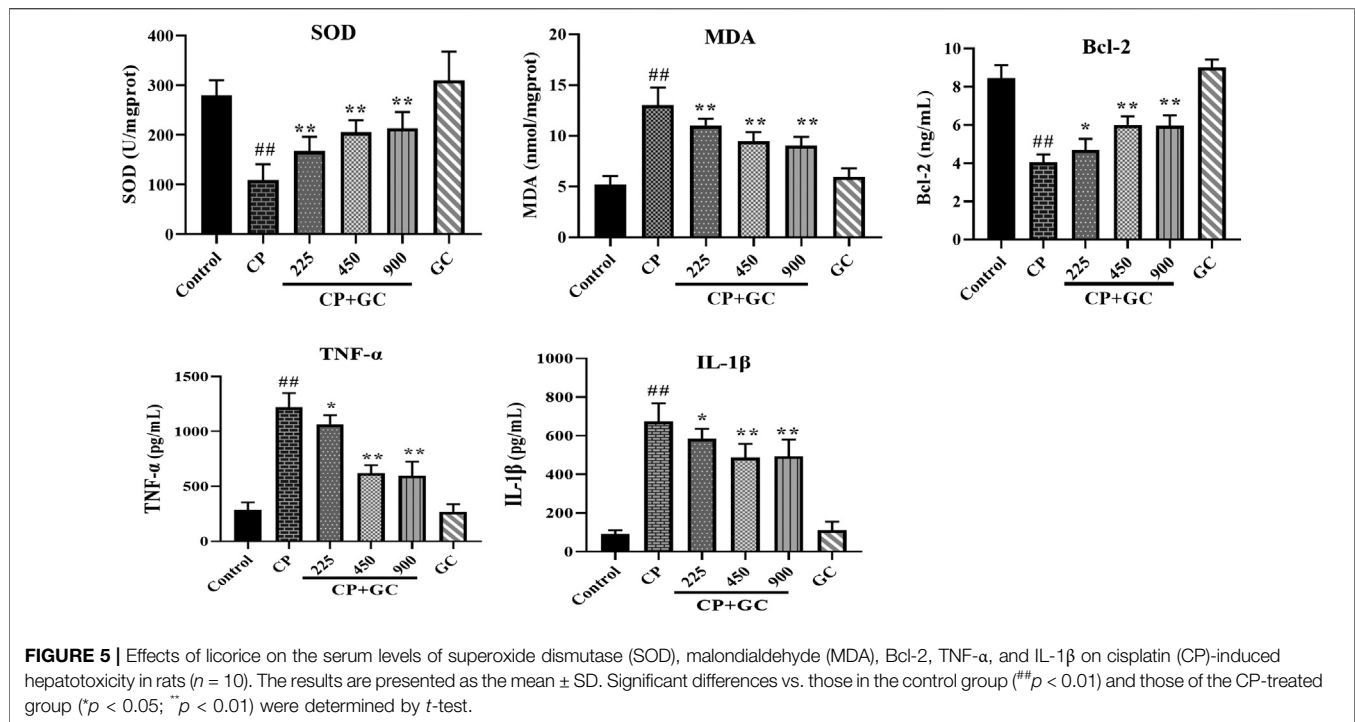 SOD
SOD (U/mgprot)
400
300
200
100
0
##
**
**
**
Control
CP
225
450
900
GC
CP+GC
MDA
MDA (nmol/mgprot)
20
15
10
5
0
##
**
**
**
Control
CP
225
450
900
GC
CP+GC
Bcl-2
Bcl-2 (ng/mL)
10
8
6
4
2
0
##
*
**
**
Control
CP
225
450
900
GC
CP+GC
TNF-α
TNF-α (pg/mL)
1500
1000
500
0
##
*
**
**
Control
CP
225
450
900
GC
CP+GC
IL-1β
IL-1β (pg/mL)
1000
800
600
400
200
0
##
*
**
**
Control
CP
225
450
900
GC
CP+GC
FIGURE 5 | Effects of licorice on the serum levels of superoxide dismutase (SOD), malondialdehyde (MDA), Bcl-2, TNF-α, and IL-1β on cisplatin (CP)-induced
hepatotoxicity in rats (n = 10). The results are presented as the mean ± SD. Significant differences vs. those in the control group (##p < 0.01) and those of the CP-treated
group (*p < 0.05; **p < 0.01) were determined by t-test.